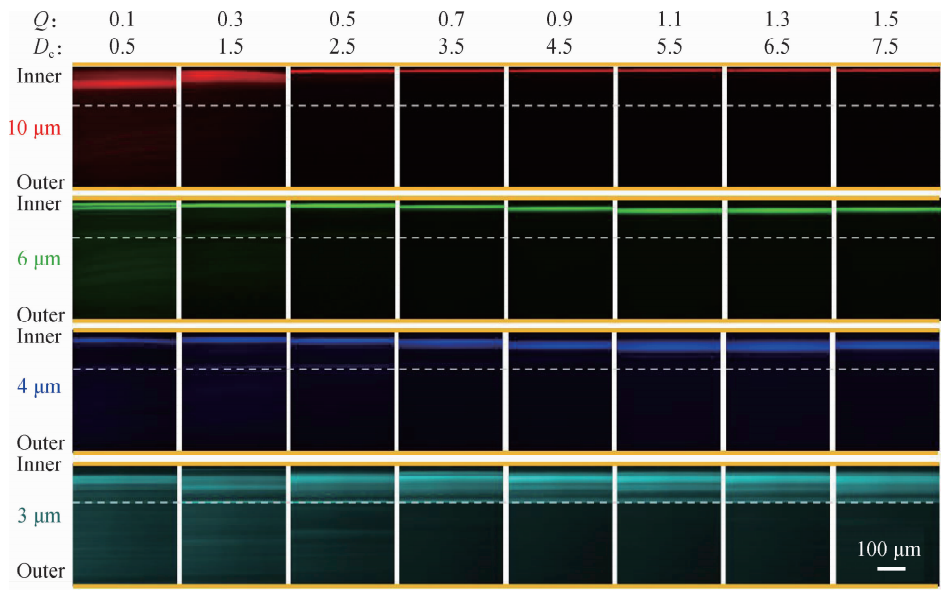 Q: 0.1 0.3 0.5 0.7 0.9 1.1 1.3 1.5
Dc: 0.5 1.5 2.5 3.5 4.5 5.5 6.5 7.5
Inner
10 μm
Outer
Inner
6 μm
Outer
Inner
4 μm
Outer
Inner
3 μm
100 μm
Outer